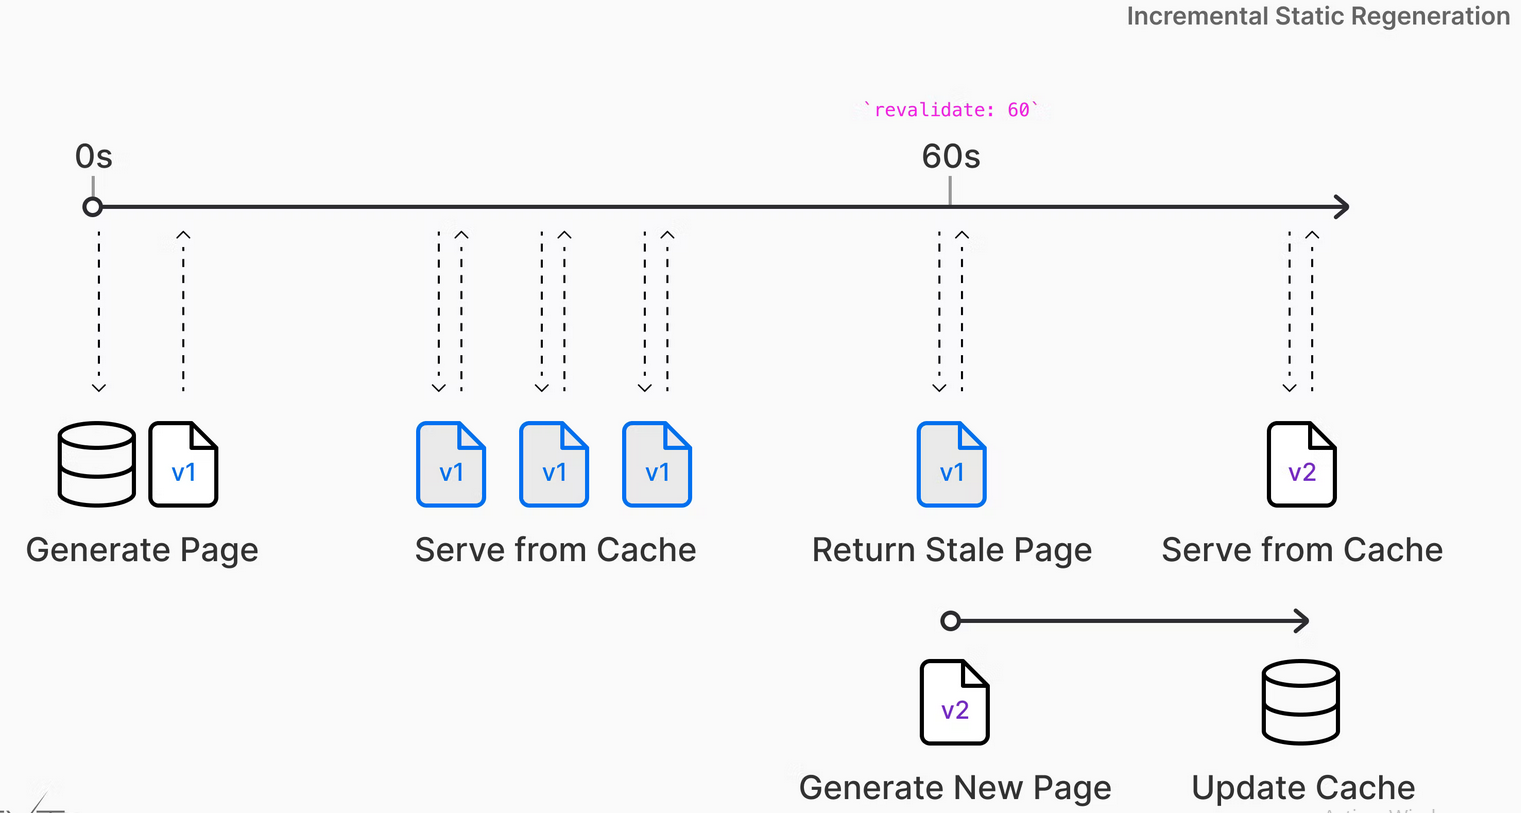 Incremental Static Regeneration
`revalidate: 60`
0s
60s
v1
v1
v1
v1
v1
v2
Generate Page
Serve from Cache
Return Stale Page
Serve from Cache
v2
Generate New Page
Update Cache